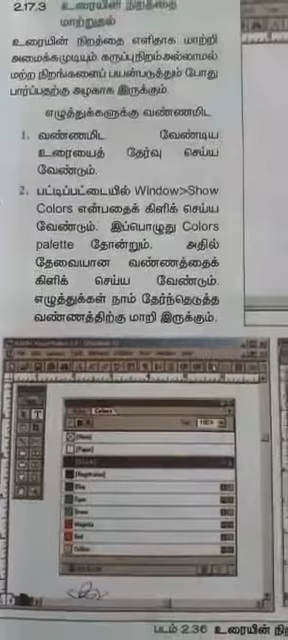 2.17.3 உரையின் நிறத்தை
மாற்றுதல்
உரையின் நிறத்தை எளிதாக மாற்றி
அமைக்கமுடியும். கருப்புநிறம்அல்லாமல்
மற்ற நிறங்களைப் பயன்படுத்தும் போது
பார்ப்பதற்கு அழகாக இருக்கும்.
எழுத்துக்களுக்கு வண்ணமிட
1. வண்ணமிட வேண்டிய
உரையைத் தேர்வு செய்ய
வேண்டும்.
2. பட்டிப்பட்டையில் Window>Show
Colors என்பதைக் கிளிக் செய்ய
வேண்டும். இப்பொழுது Colors
palette தோன்றும். அதில்
தேவையான வண்ணத்தைக்
கிளிக் செய்ய வேண்டும்.
எழுத்துக்கள் நாம் தேர்ந்தெடுத்த
வண்ணத்திற்கு மாறி இருக்கும்.
Colors
[None]
[Paper]
[Registration]
Blue
Cyan
Green
Magenta
Red
Yellow
படம் 2.36 உரையின்